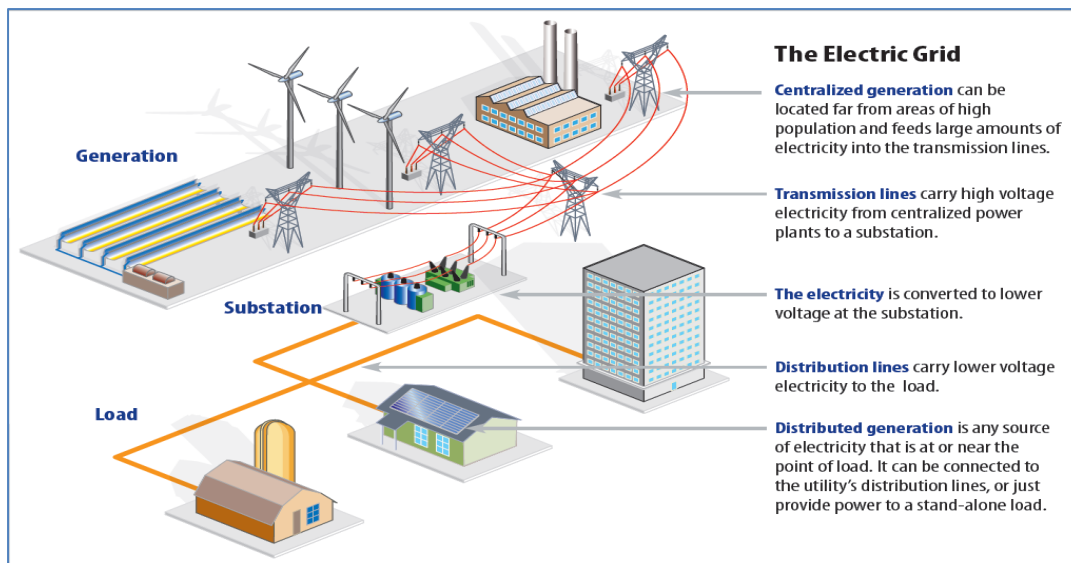 The Electric Grid
Centralized generation can be
located far from areas of high
population and feeds large amounts of
electricity into the transmission lines.
Generation
Transmission lines carry high voltage
electricity from centralized power
plants to a substation.
Substation
The electricity is converted to lower
voltage at the substation.
Distribution lines carry lower voltage
electricity to the load.
Load
Distributed generation is any source
of electricity that is at or near the
point of load. It can be connected to
the utility's distribution lines, or just
provide power to a stand-alone load.